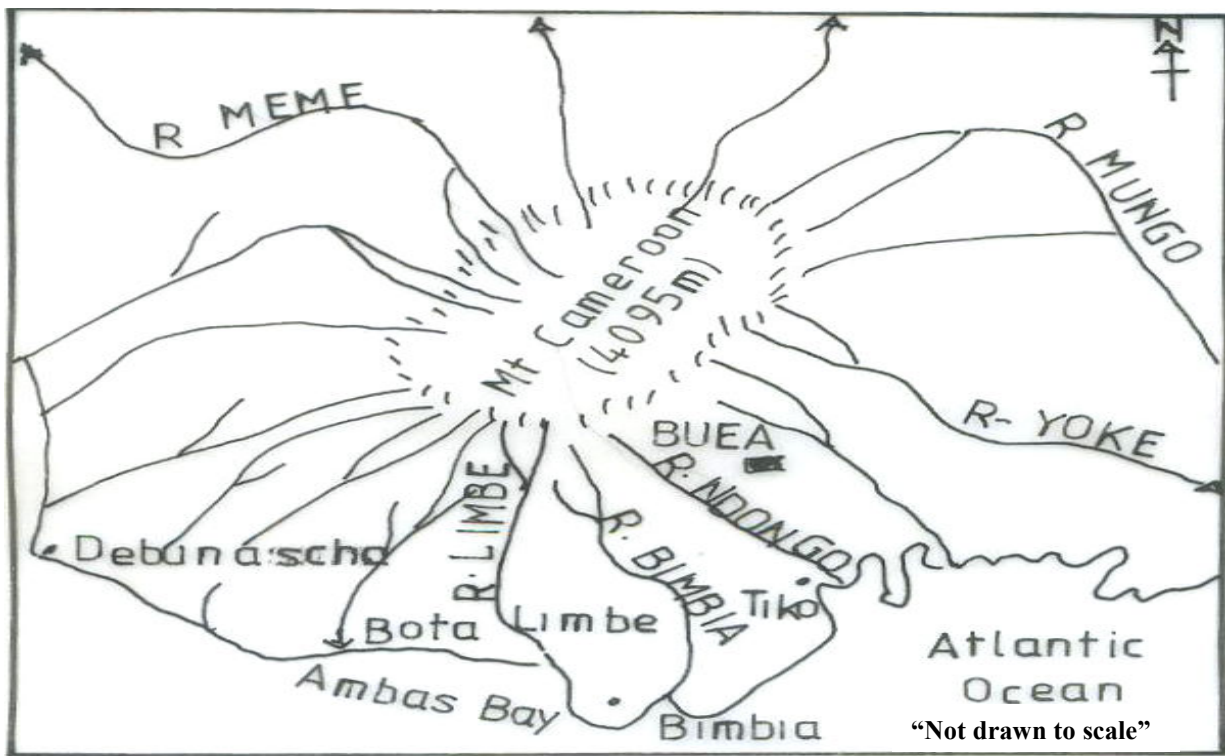 N
R MEME
R MUNGO
Mt Cameroon
(4095m)
R- YOKE
BUEA
R. NDONGO
R. LIMBE
R. BIMBIA
Debunascha
Tiko
Limbe
Bota
Ambas Bay
Bimbia
Atlantic
Ocean
“Not drawn to scale”